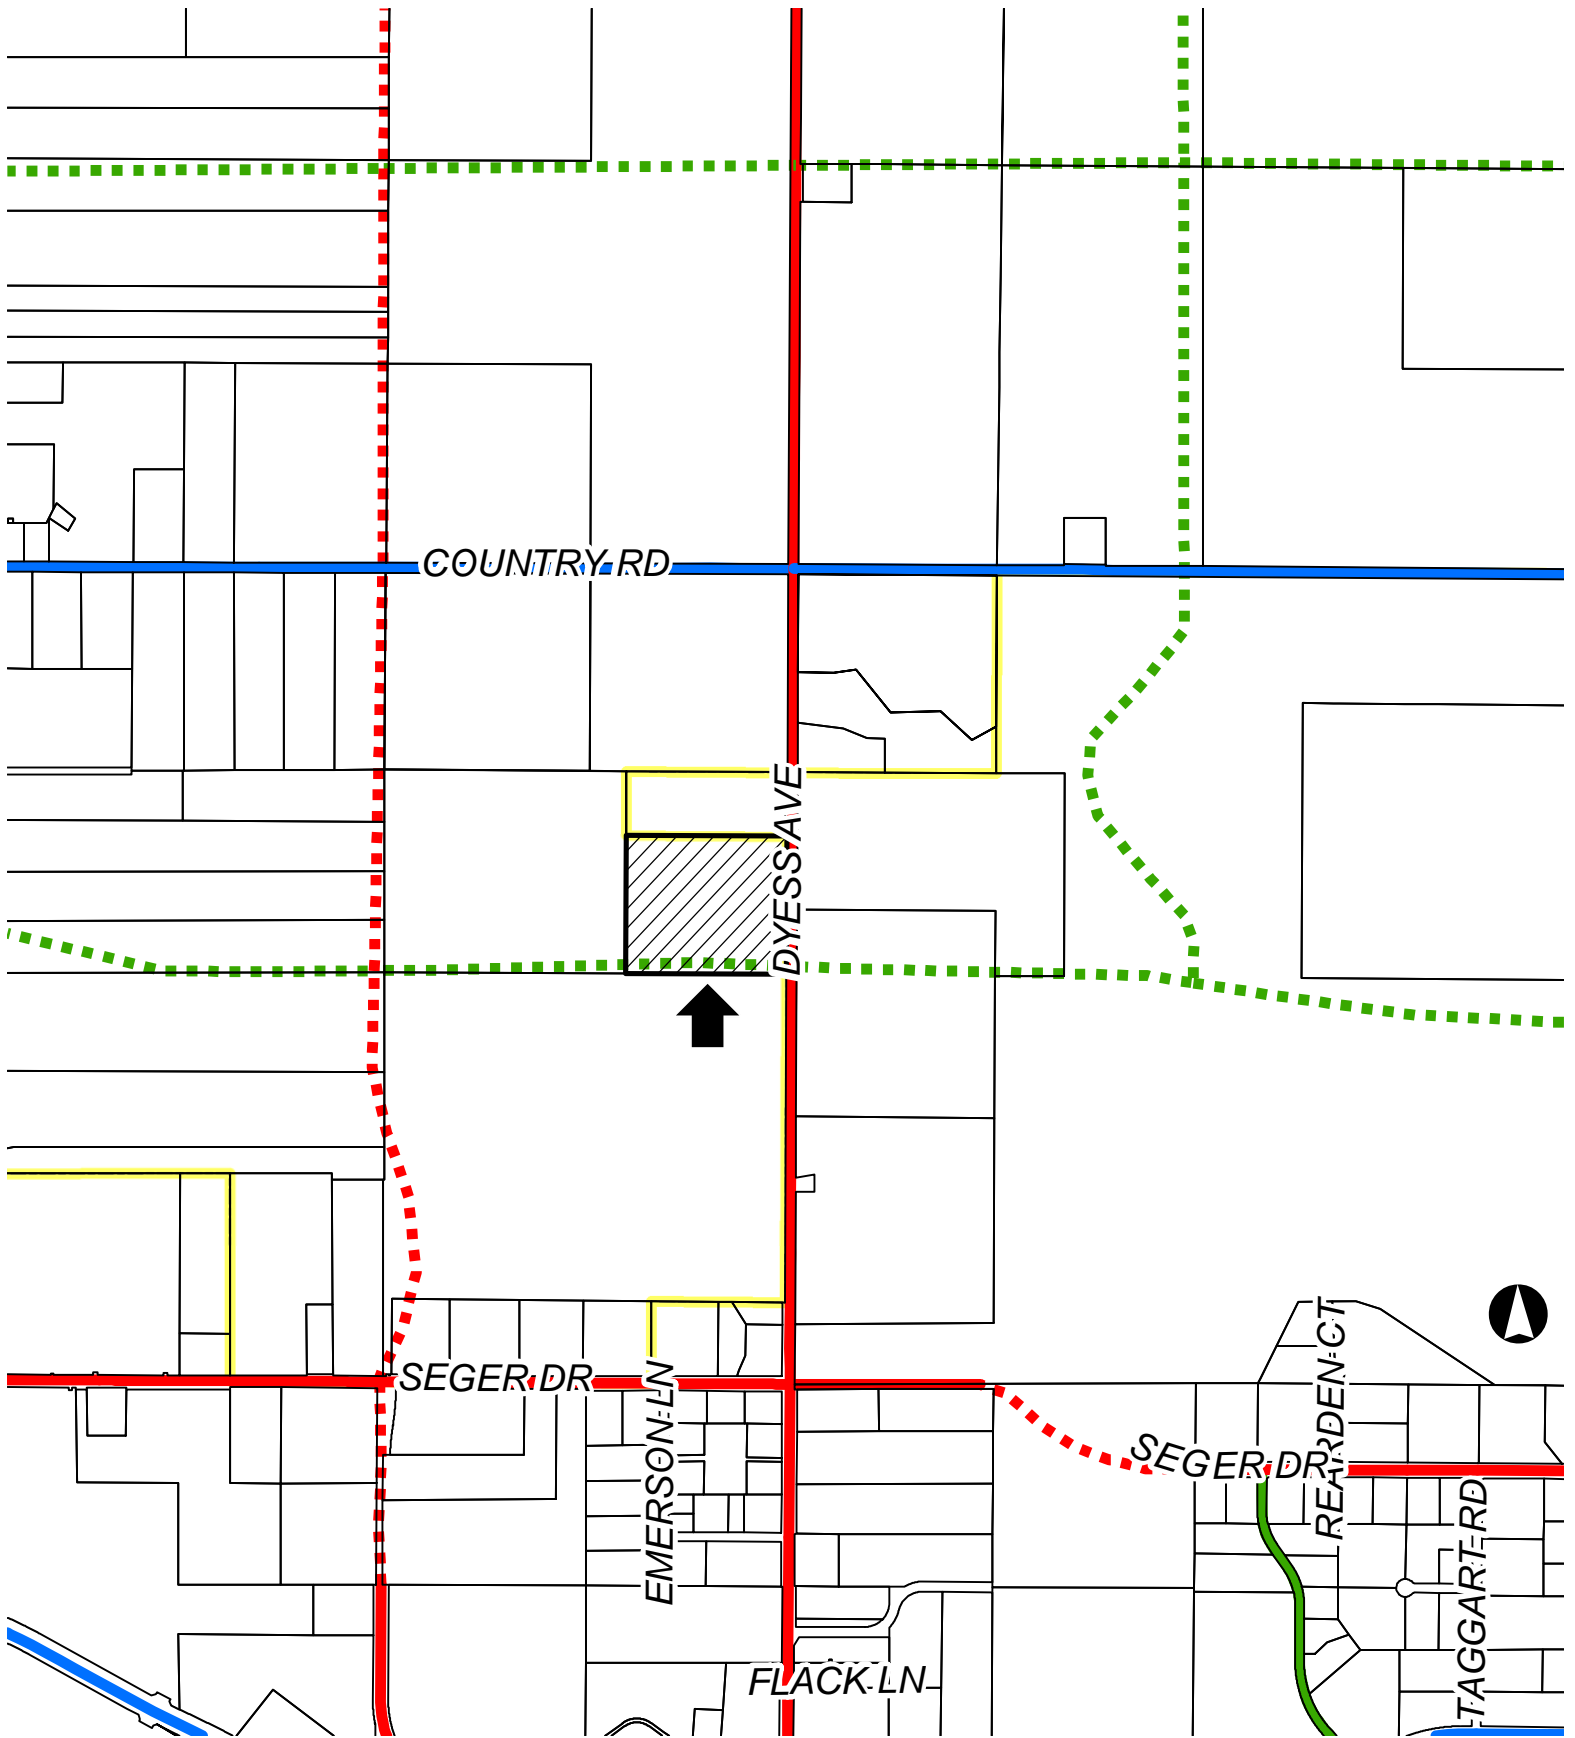 COUNTRY RD
DYESS AVE
SEGER DR
EMERSON LN
REARDEN CT
SEGER DR
TAGGART RD
FLACK LN